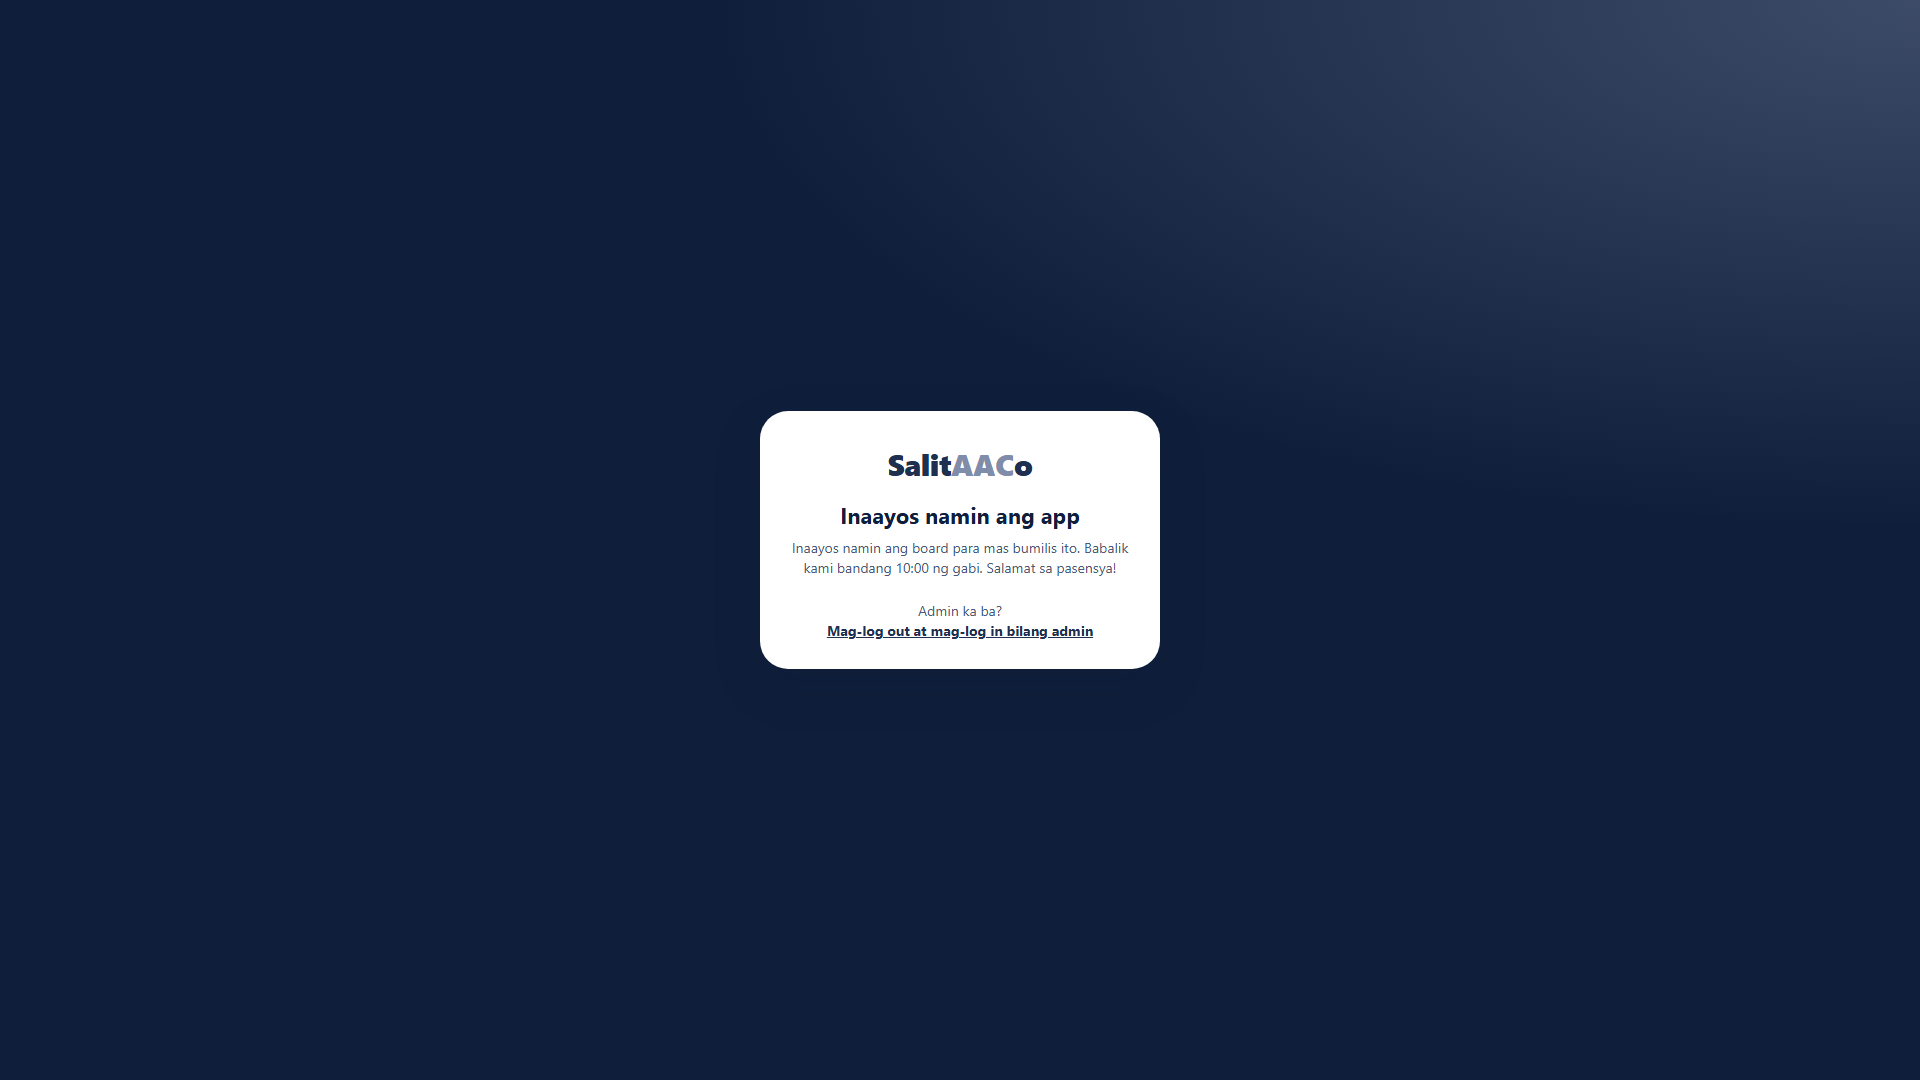 SalitAACo
Inaayos namin ang app
Inaayos namin ang board para mas bumilis ito. Babalik
kami bandang 10:00 ng gabi. Salamat sa pasensya!
Admin ka ba?
Mag-log out at mag-log in bilang admin